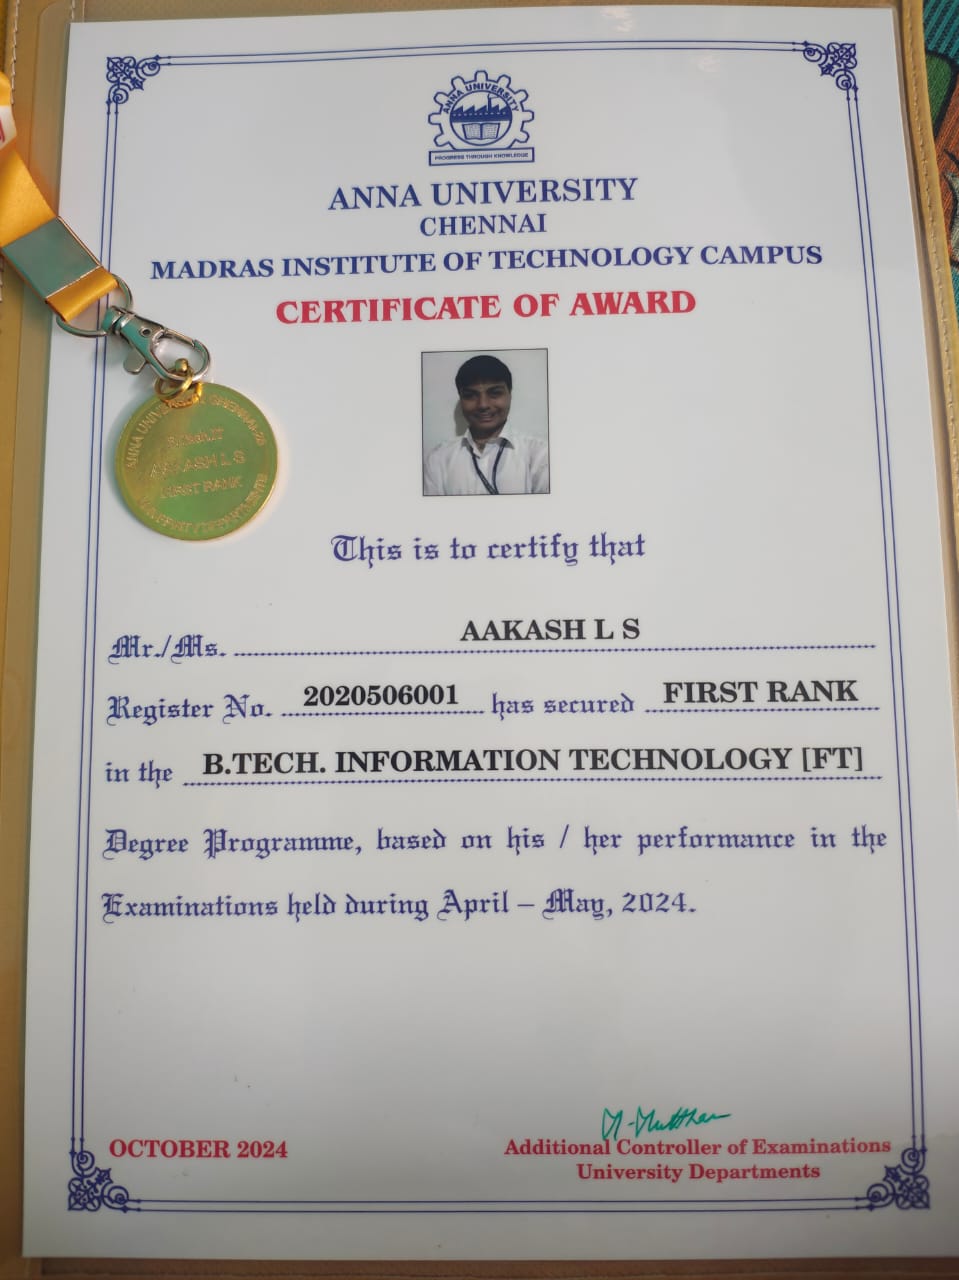 ANNA UNIVERSITY
PROGRESS THROUGH KNOWLEDGE
ANNA UNIVERSITY
CHENNAI
MADRAS INSTITUTE OF TECHNOLOGY CAMPUS
CERTIFICATE OF AWARD
ANNA UNIVERSITY CHENNAI-25
B.Tech.IT
AAKASH L S
FIRST RANK
UNIVERSITY DEPARTMENTS
This is to certify that
Mr./Ms. AAKASH L S
Register No. 2020506001 has secured FIRST RANK
in the B.TECH. INFORMATION TECHNOLOGY [FT]
Degree Programme, based on his / her performance in the
Examinations held during April – May, 2024.
OCTOBER 2024
Additional Controller of Examinations
University Departments